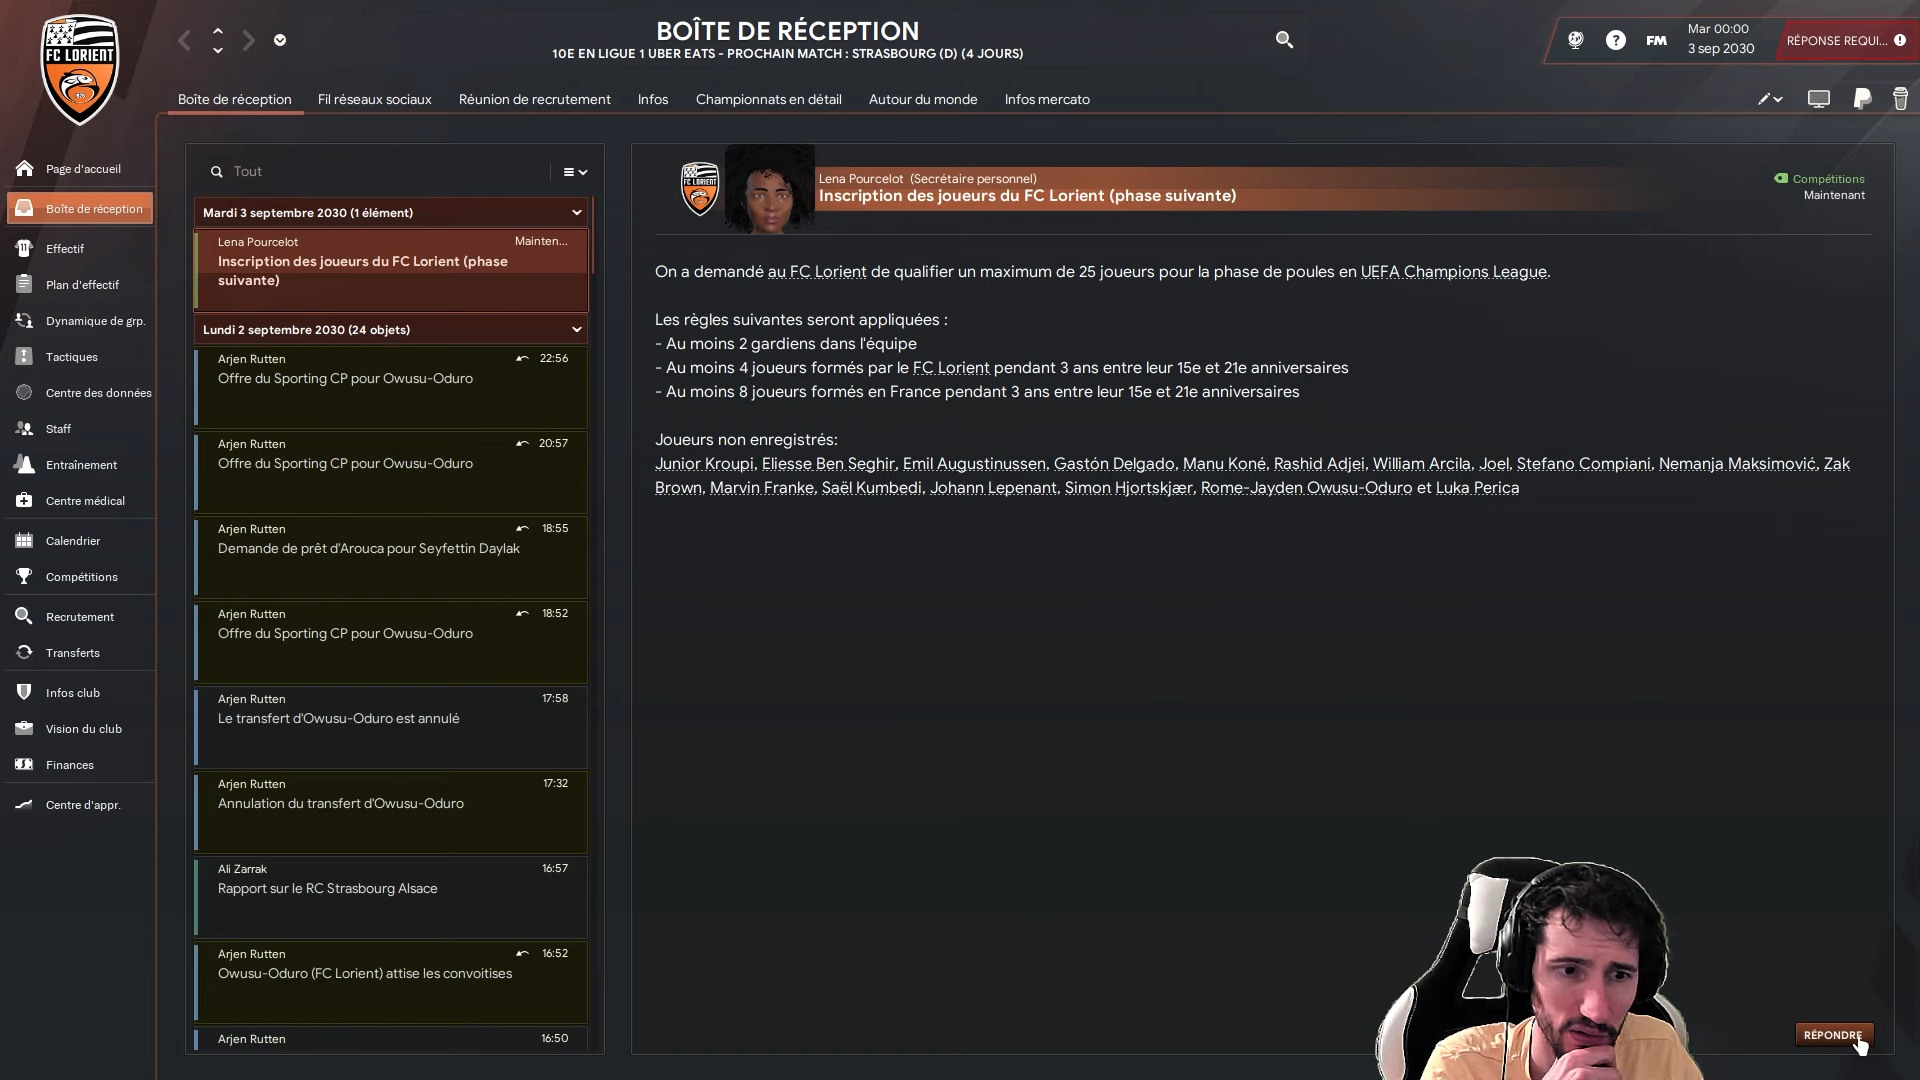 FC LORIENT
BOÎTE DE RÉCEPTION
10E EN LIGUE 1 UBER EATS - PROCHAIN MATCH : STRASBOURG (D) (4 JOURS)
FM
Mar 00:00
3 sep 2030
RÉPONSE REQUI...
Boîte de réception
Fil réseaux sociaux
Réunion de recrutement
Infos
Championnats en détail
Autour du monde
Infos mercato
Page d'accueil
Boîte de réception
Effectif
Plan d'effectif
Dynamique de grp.
Tactiques
Centre des données
Staff
Entraînement
Centre médical
Calendrier
Compétitions
Recrutement
Transferts
Infos club
Vision du club
Finances
Centre d'appr.
Tout
Mardi 3 septembre 2030 (1 élément)
Lena Pourcelot Mainten...
Inscription des joueurs du FC Lorient (phase
suivante)
Lundi 2 septembre 2030 (24 objets)
Arjen Rutten 22:56
Offre du Sporting CP pour Owusu-Oduro
Arjen Rutten 20:57
Offre du Sporting CP pour Owusu-Oduro
Arjen Rutten 18:55
Demande de prêt d'Arouca pour Seyfettin Daylak
Arjen Rutten 18:52
Offre du Sporting CP pour Owusu-Oduro
Arjen Rutten 17:58
Le transfert d'Owusu-Oduro est annulé
Arjen Rutten 17:32
Annulation du transfert d'Owusu-Oduro
Ali Zarrak 16:57
Rapport sur le RC Strasbourg Alsace
Arjen Rutten 16:52
Owusu-Oduro (FC Lorient) attise les convoitises
Arjen Rutten 16:50
FC LORIENT
Lena Pourcelot (Secrétaire personnel)
Inscription des joueurs du FC Lorient (phase suivante)
Compétitions
Maintenant
On a demandé au FC Lorient de qualifier un maximum de 25 joueurs pour la phase de poules en UEFA Champions League.
Les règles suivantes seront appliquées :
- Au moins 2 gardiens dans l'équipe
- Au moins 4 joueurs formés par le FC Lorient pendant 3 ans entre leur 15e et 21e anniversaires
- Au moins 8 joueurs formés en France pendant 3 ans entre leur 15e et 21e anniversaires
Joueurs non enregistrés:
Junior Kroupi, Eliesse Ben Seghir, Emil Augustinussen, Gastón Delgado, Manu Koné, Rashid Adjei, William Arcila, Joel, Stefano Compiani, Nemanja Maksimović, Zak
Brown, Marvin Franke, Saël Kumbedi, Johann Lepenant, Simon Hjortskjær, Rome-Jayden Owusu-Oduro et Luka Perica
RÉPONDRE